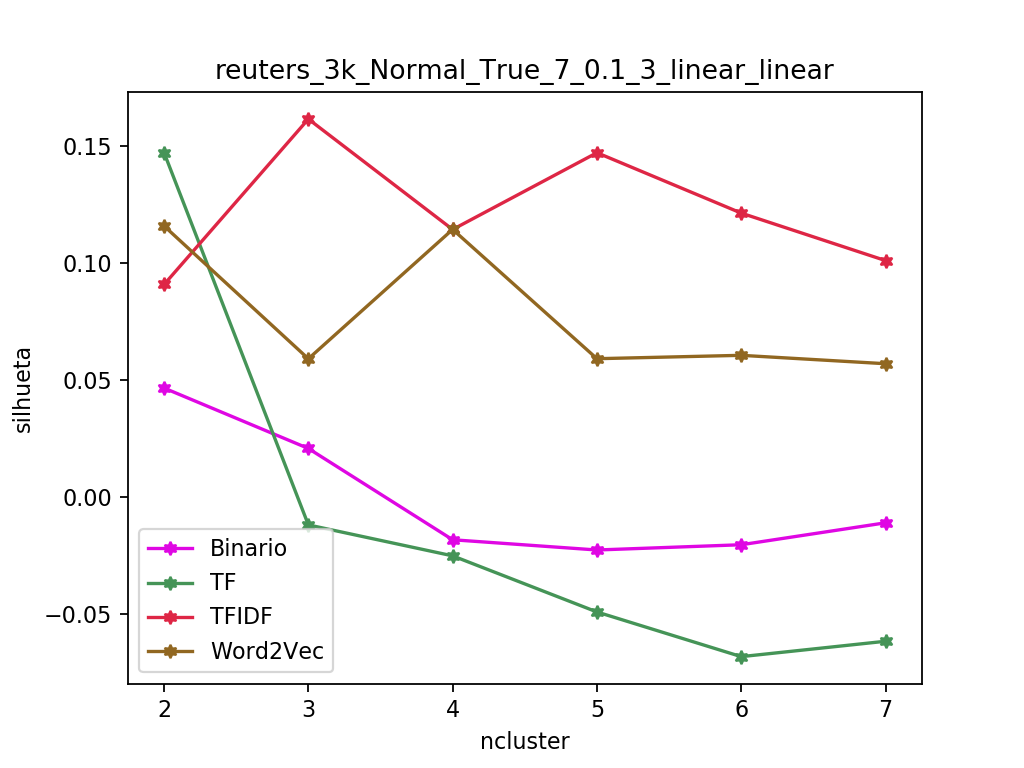 reuters_3k_Normal_True_7_0.1_3_linear_linear
silhueta
0.15
0.10
0.05
0.00
−0.05
Binario
TF
TFIDF
Word2Vec
2 3 4 5 6 7
ncluster